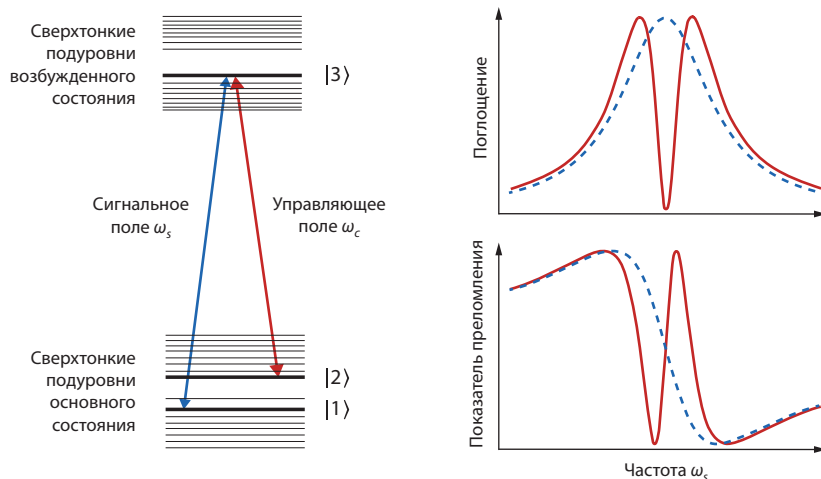 Сверхтонкие
подуровни
возбужденного
состояния
|3⟩
Сигнальное
поле ωs
Управляющее
поле ωc
Сверхтонкие
подуровни
основного
состояния
|2⟩
|1⟩
Поглощение
Показатель преломления
Частота ωs